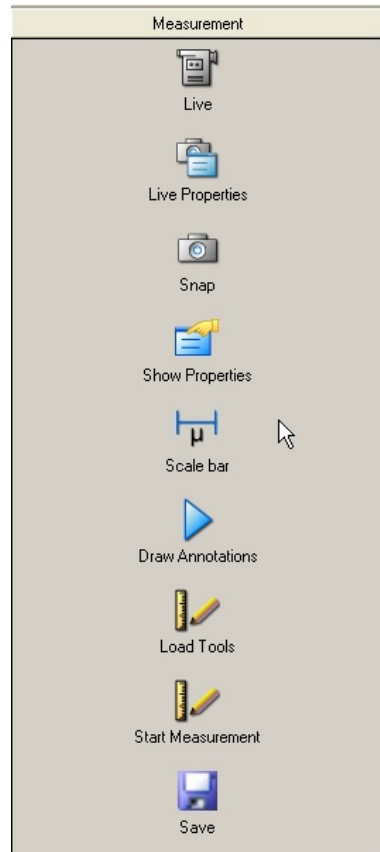 Measurement
Live
Live Properties
Snap
Show Properties
μ
Scale bar
Draw Annotations
Load Tools
Start Measurement
Save